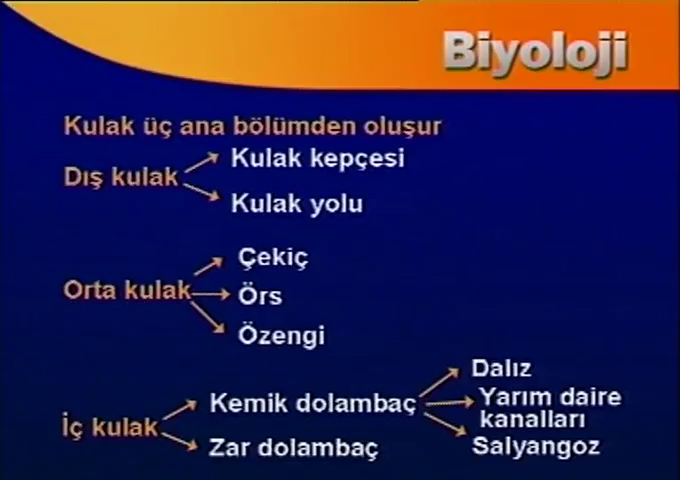 Biyoloji
Kulak üç ana bölümden oluşur
Dış kulak
Kulak kepçesi
Kulak yolu
Orta kulak
Çekiç
Örs
Özengi
İç kulak
Kemik dolambaç
Dalız
Yarım daire
kanalları
Salyangoz
Zar dolambaç